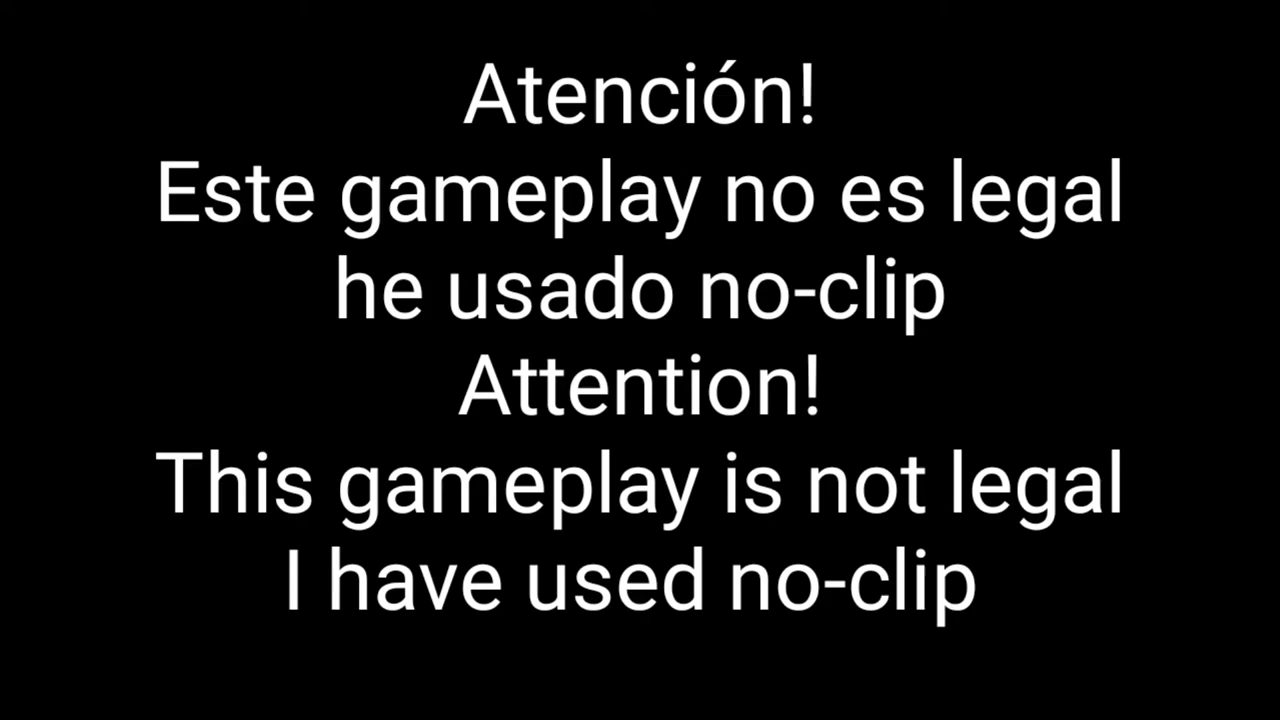 Atención!
Este gameplay no es legal
he usado no-clip
Attention!
This gameplay is not legal
I have used no-clip